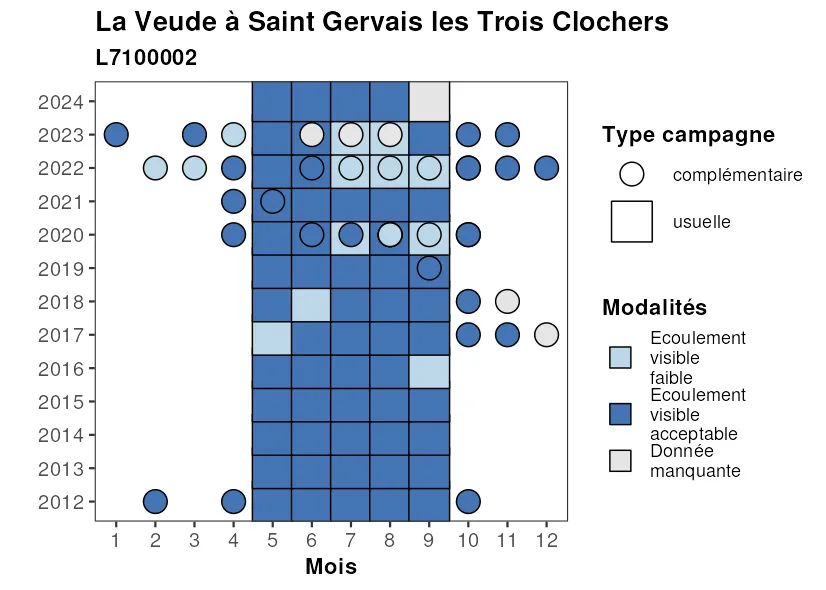 La Veude à Saint Gervais les Trois Clochers
L7100002
2024
2023
2022
2021
2020
2019
2018
2017
2016
2015
2014
2013
2012
1 2 3 4 5 6 7 8 9 10 11 12
Mois
Type campagne
complémentaire
usuelle
Modalités
Ecoulement
visible
faible
Ecoulement
visible
acceptable
Donnée
manquante